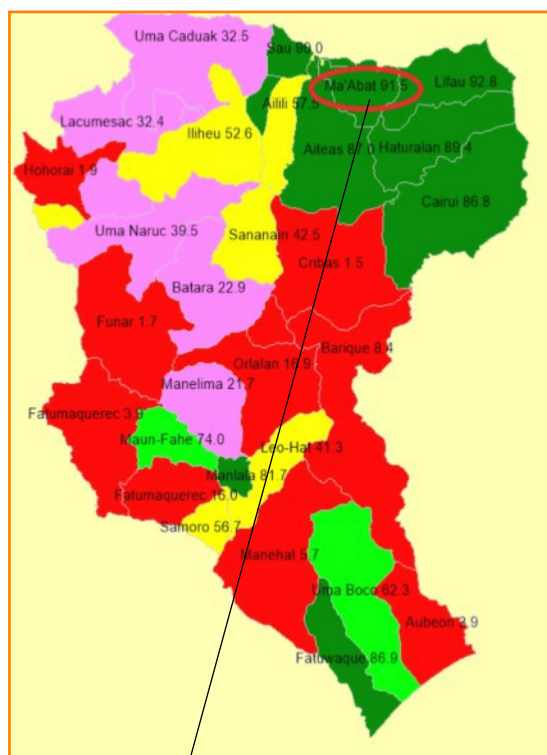 Uma Caduak 32.5
Sau 90.0
Ma'Abat 91.5
Lifau 92.8
Ailili 57.5
Lacumesac 32.4
Iliheu 52.6
Aiteas 87.0
Haturalan 89.4
Hohorai 1.9
Cairui 86.8
Uma Naruc 39.5
Sananain 42.5
Cribas 1.5
Batara 22.9
Funar 1.7
Barique 8.4
Orlalan 16.9
Manelima 21.7
Fatumaquerec 3.9
Maun-Fahe 74.0
Leo-Hat 41.3
Manlala 81.7
Fatumaquerec 16.0
Samoro 56.7
Manehat 5.7
Uma Boco 62.3
Aubeon 3.9
Fatuwaque 86.9